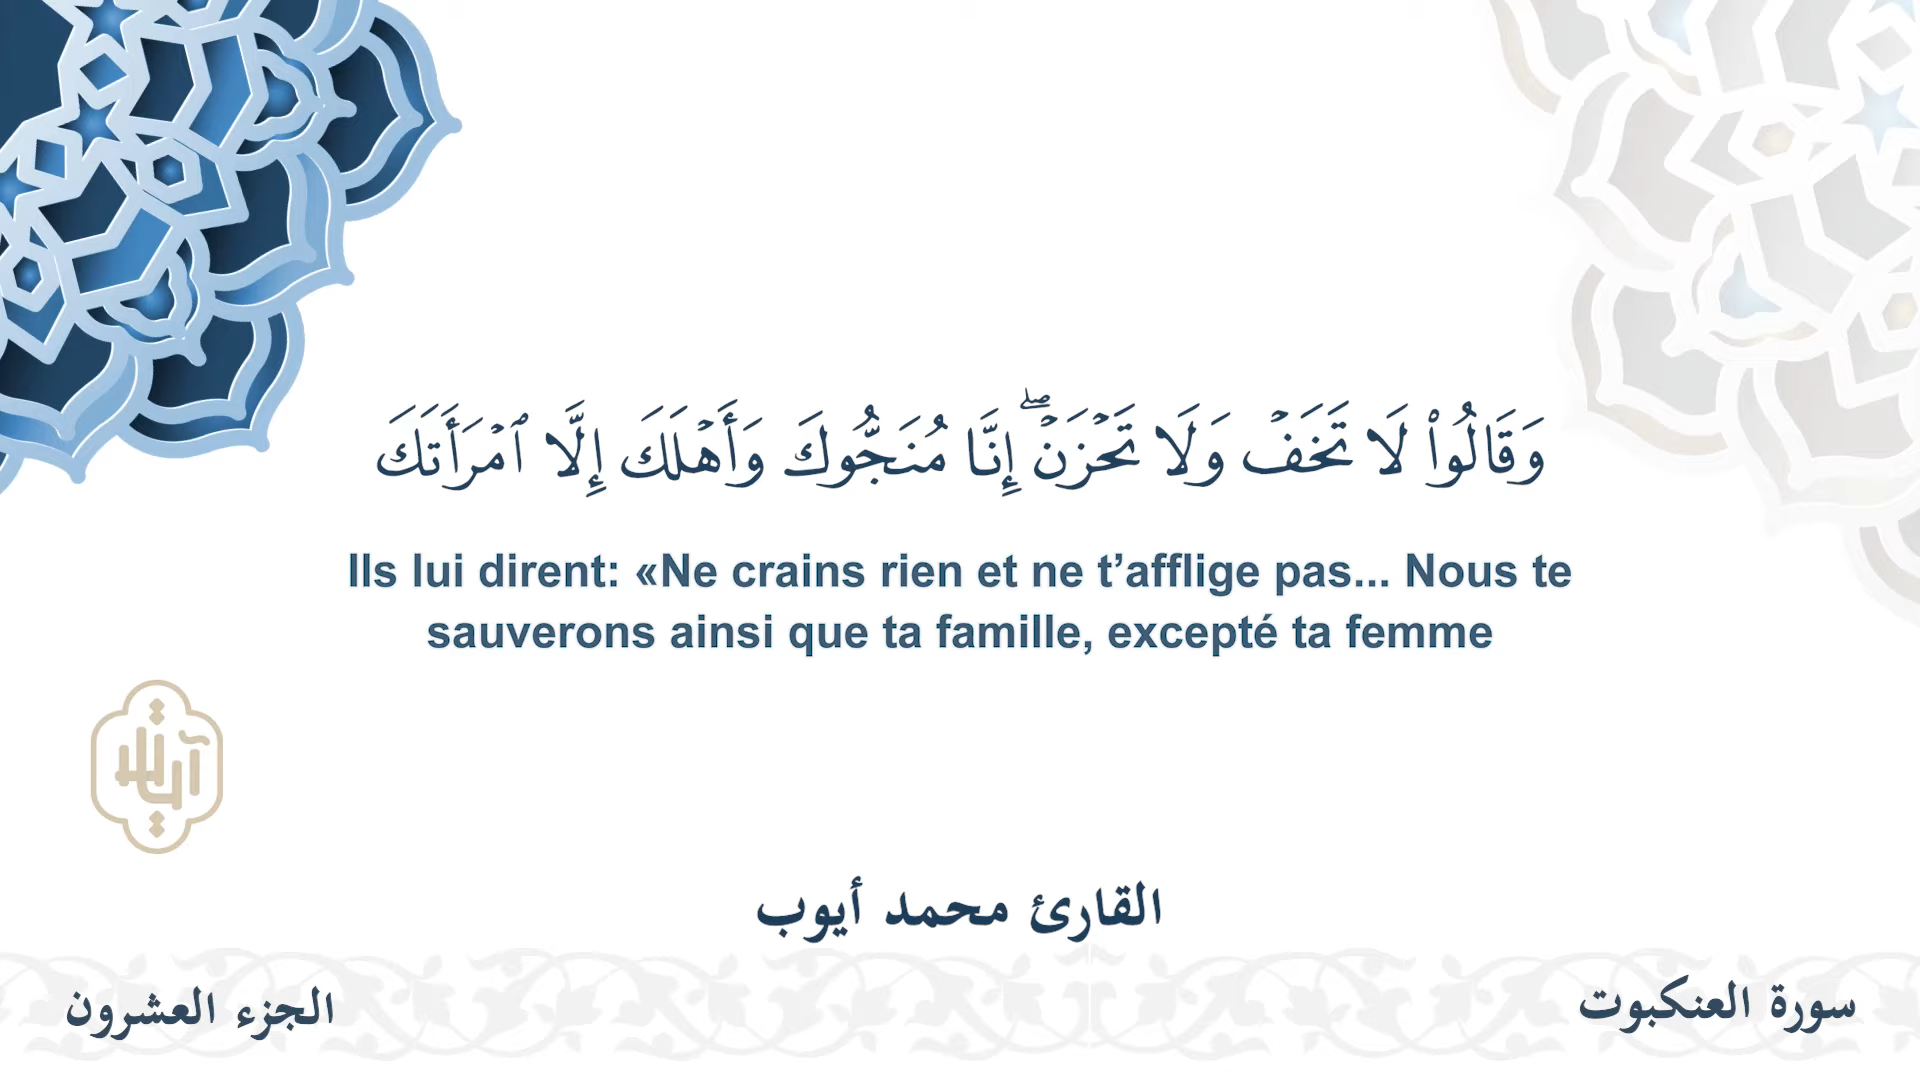 وَقَالُوا۟ لَا تَخَفْ وَلَا تَحْزَنْ ۖ إِنَّا مُنَجُّوكَ وَأَهْلَكَ إِلَّا ٱمْرَأَتَكَ
Ils lui dirent: «Ne crains rien et ne t’afflige pas... Nous te
sauverons ainsi que ta famille, excepté ta femme
آيات
القارئ محمد أيوب
سورة العنكبوت
الجزء العشرون